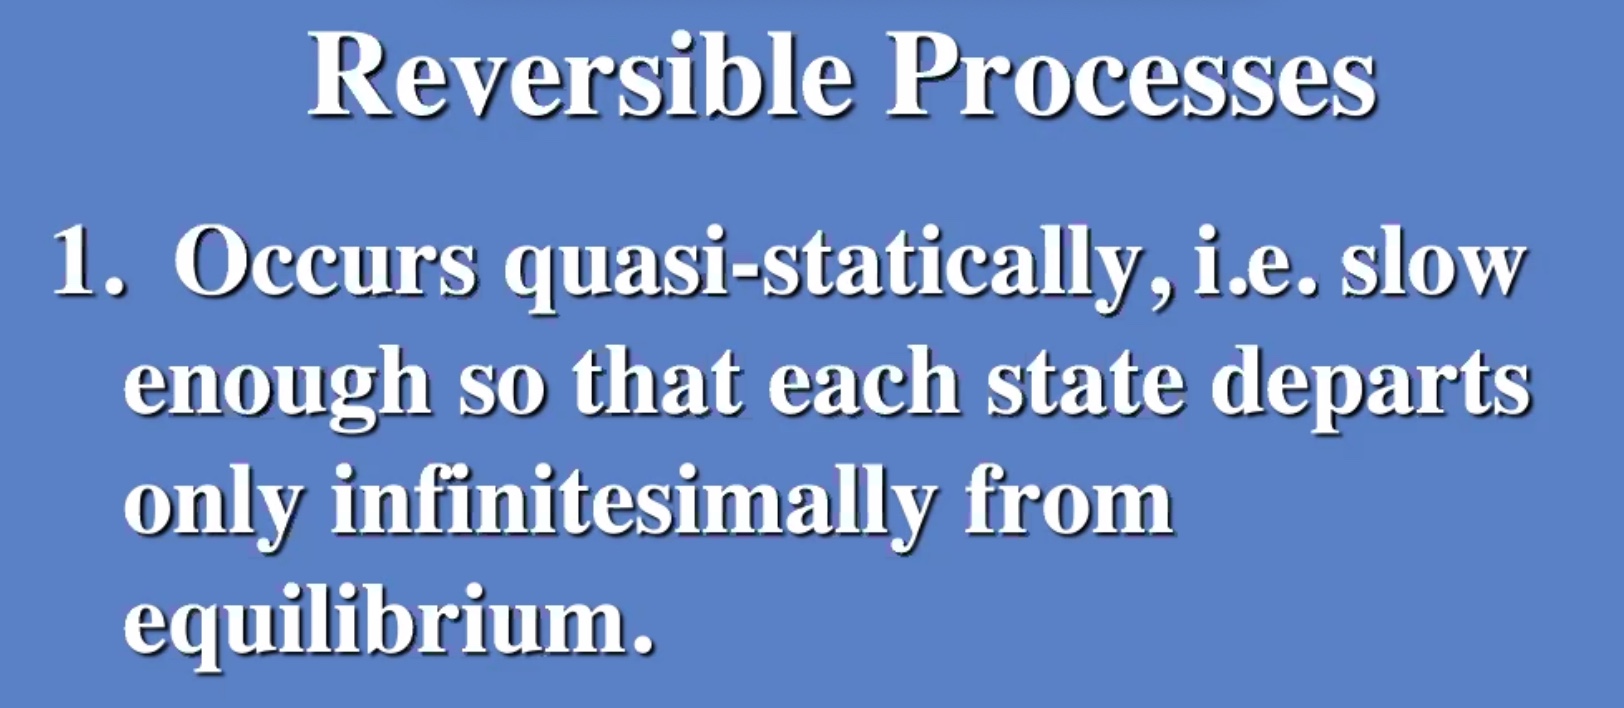 Reversible Processes
1. Occurs quasi-statically, i.e. slow
enough so that each state departs
only infinitesimally from
equilibrium.